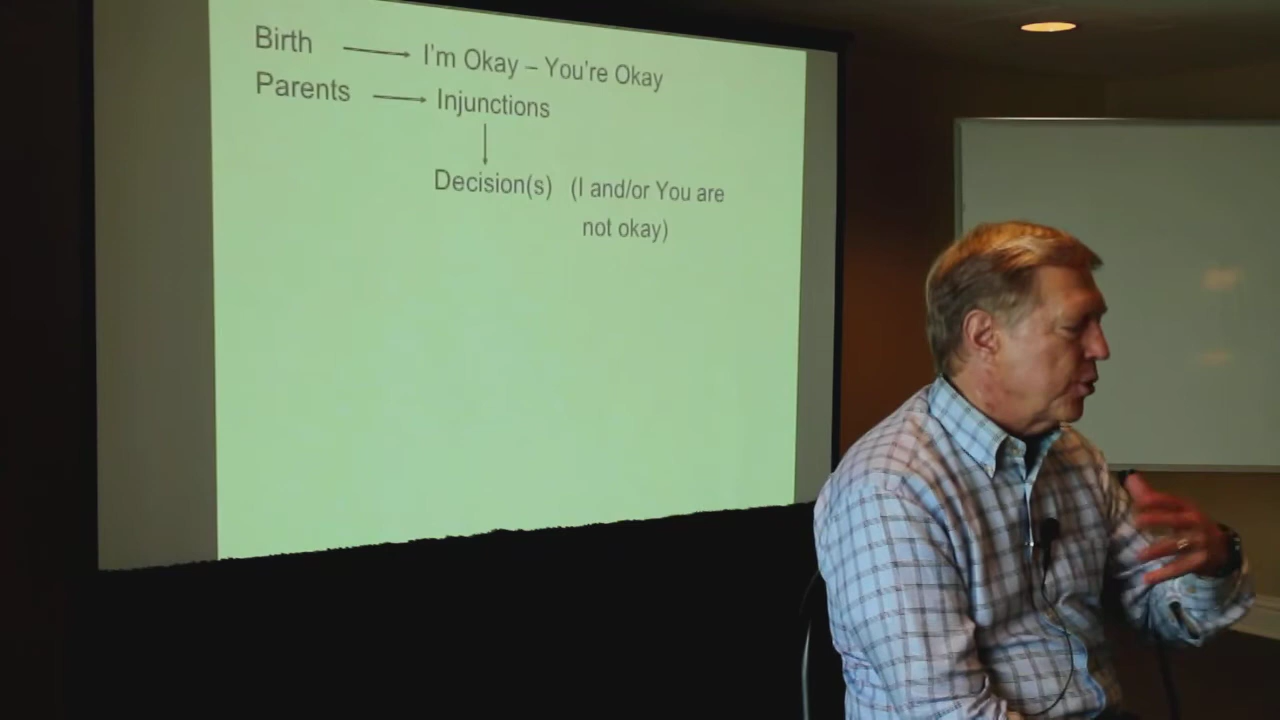 Birth → I'm Okay – You're Okay
Parents → Injunctions
Decision(s) (I and/or You are
not okay)